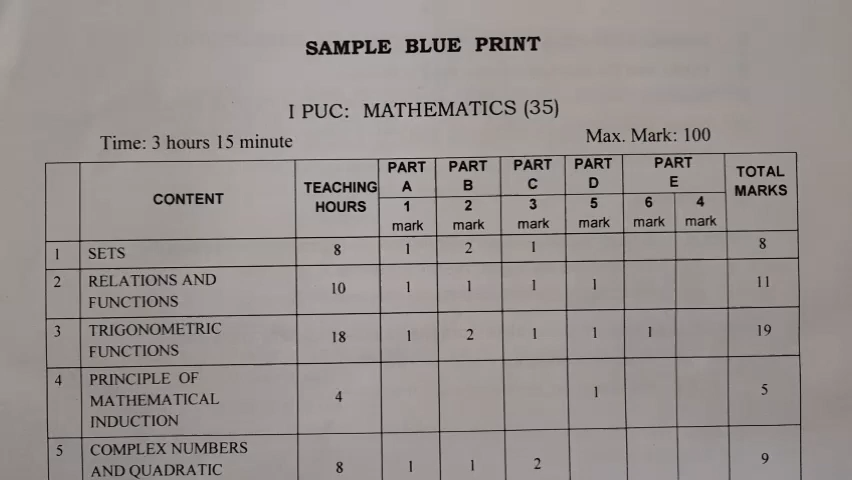 SAMPLE BLUE PRINT
I PUC: MATHEMATICS (35)
Time: 3 hours 15 minute Max. Mark: 100
CONTENT TEACHING HOURS PART A 1 mark PART B 2 mark PART C 3 mark PART D 5 mark PART E 6 mark 4 mark TOTAL MARKS
1 SETS 8 1 2 1 8
2 RELATIONS AND
FUNCTIONS 10 1 1 1 1 11
3 TRIGONOMETRIC
FUNCTIONS 18 1 2 1 1 1 19
4 PRINCIPLE OF
MATHEMATICAL 4 1 5
INDUCTION
5 COMPLEX NUMBERS
AND QUADRATIC 8 1 1 2 9